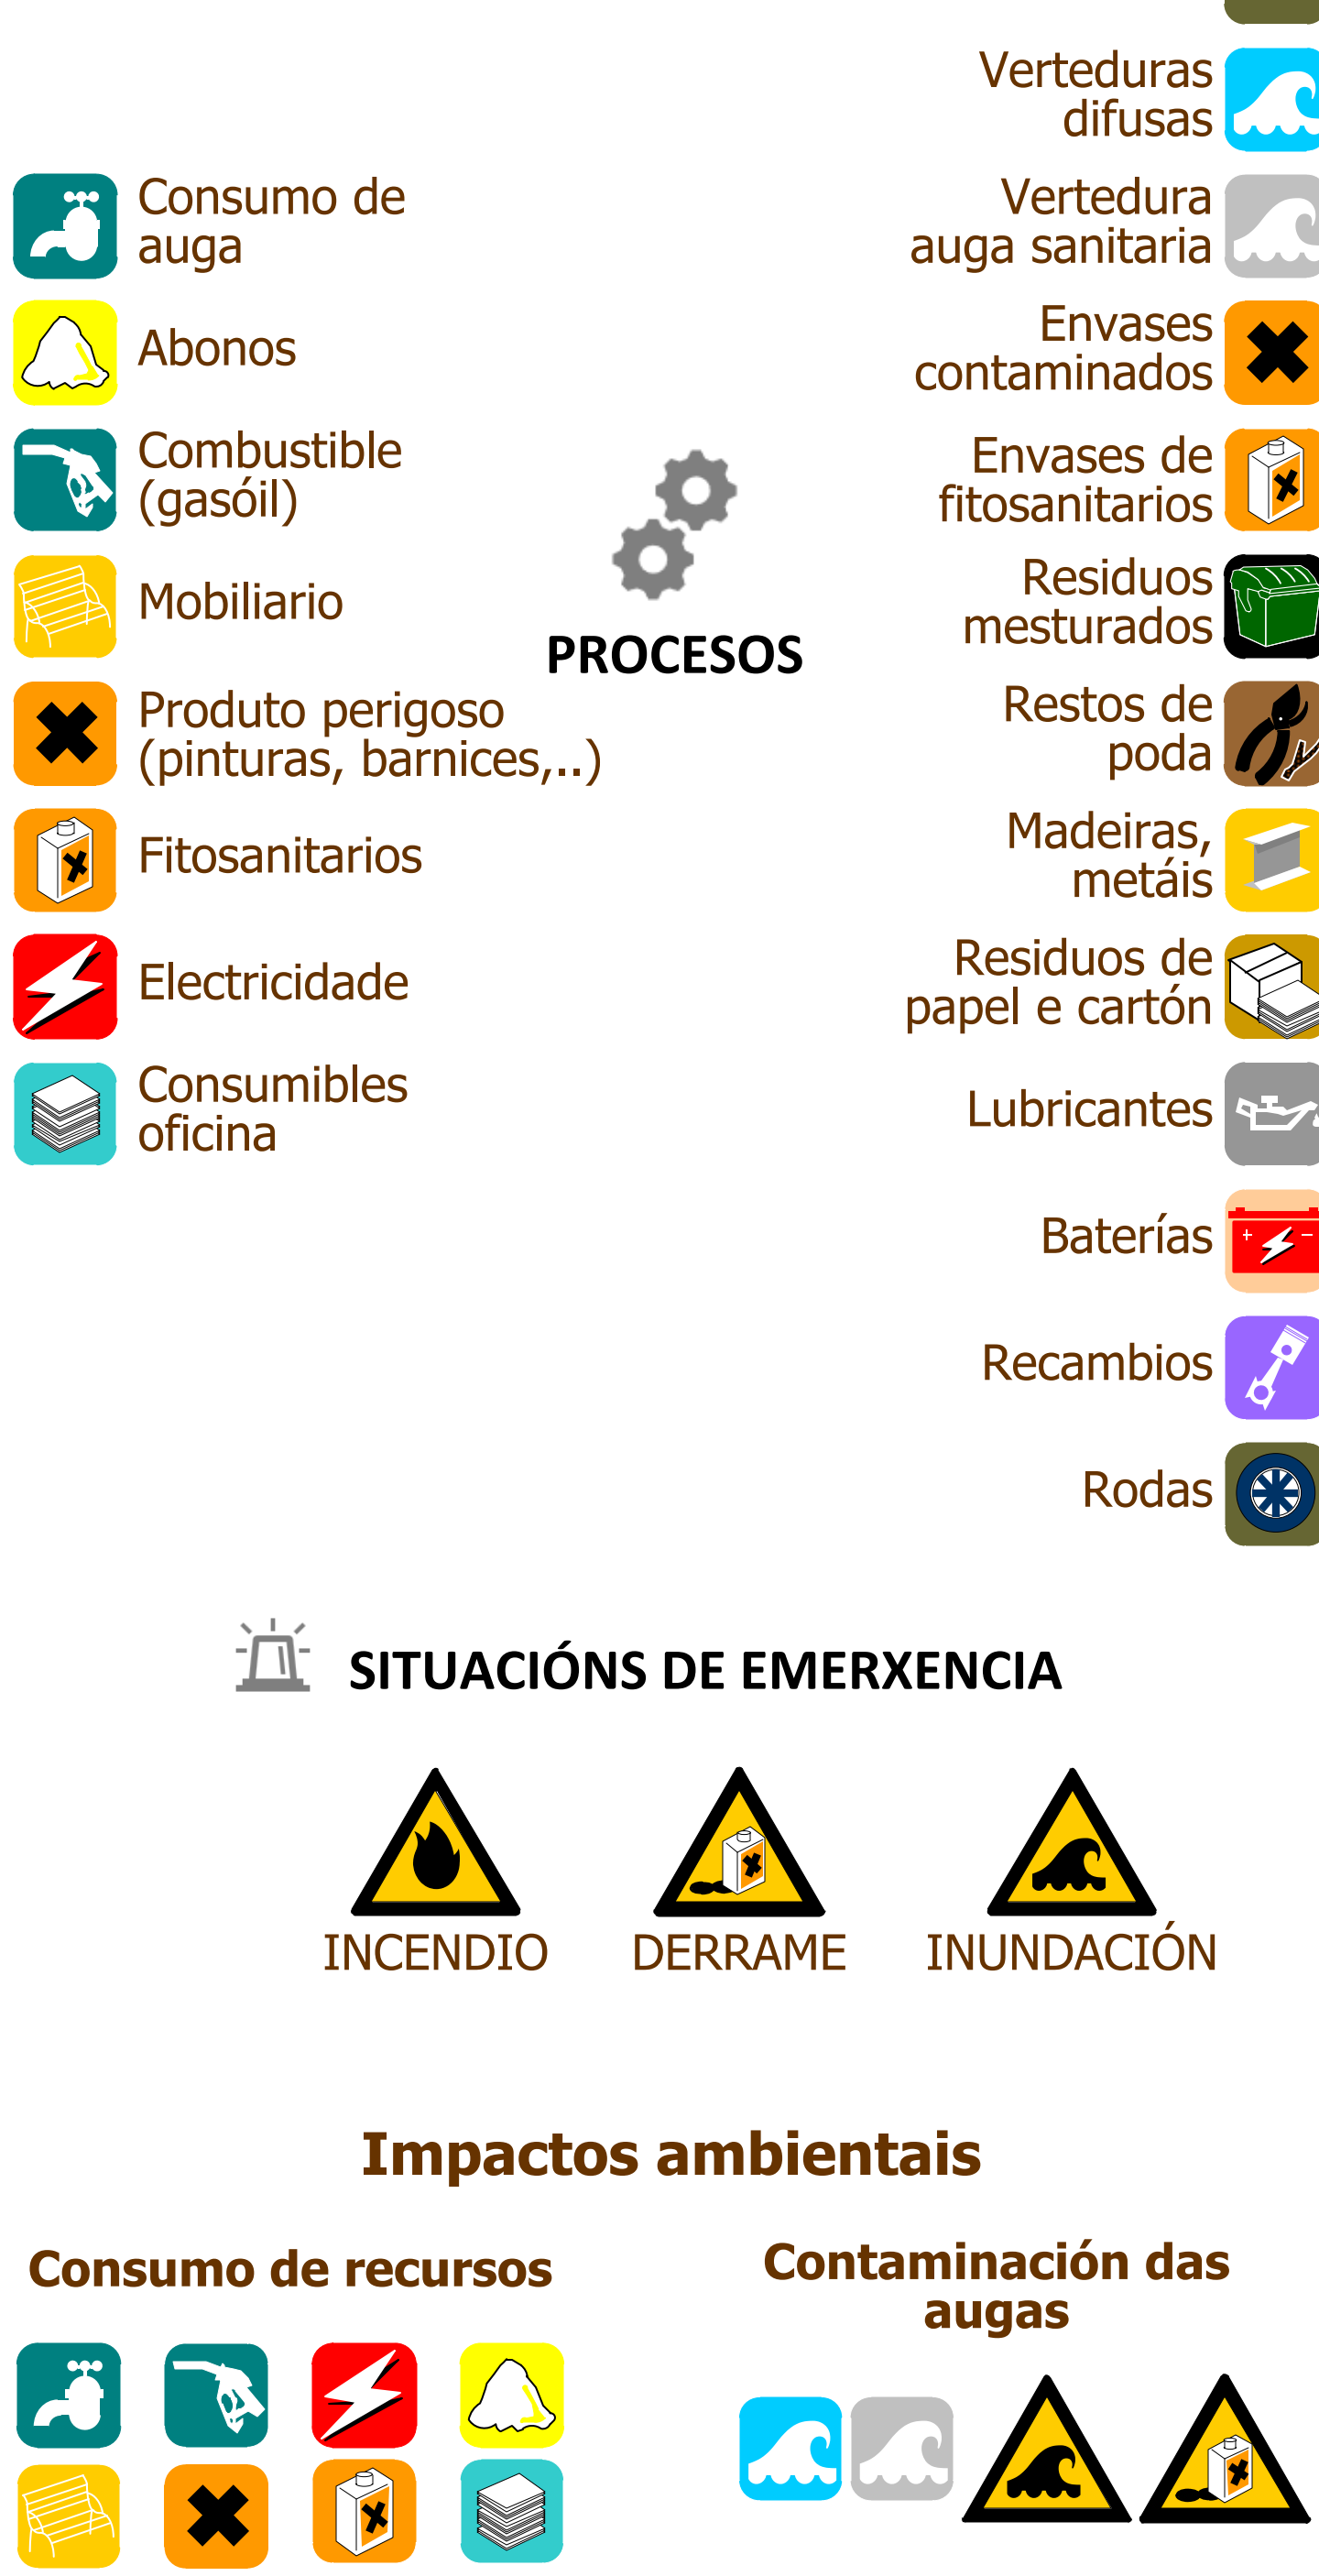 Consumo de
auga
Abonos
Combustible
(gasóil)
Mobiliario
Produto perigoso
(pinturas, barnices,..)
Fitosanitarios
Electricidade
Consumibles
oficina
PROCESOS
Verteduras
difusas
Vertedura
auga sanitaria
Envases
contaminados
Envases de
fitosanitarios
Residuos
mesturados
Restos de
poda
Madeiras,
metáis
Residuos de
papel e cartón
Lubricantes
Baterías
Recambios
Rodas
SITUACIÓNS DE EMERXENCIA
INCENDIO
DERRAME
INUNDACIÓN
Impactos ambientais
Consumo de recursos
Contaminación das
augas